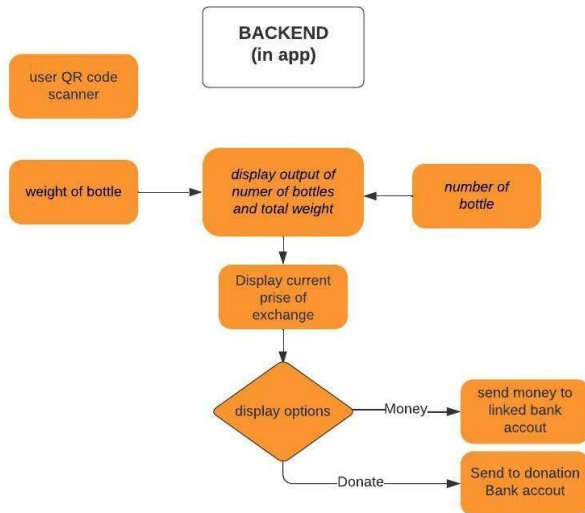 BACKEND
(in app)
user QR code
scanner
weight of bottle
display output of
numer of bottles
and total weight
number of
bottle
Display current
prise of
exchange
display options
Money
send money to
linked bank
accout
Donate
Send to donation
Bank accout